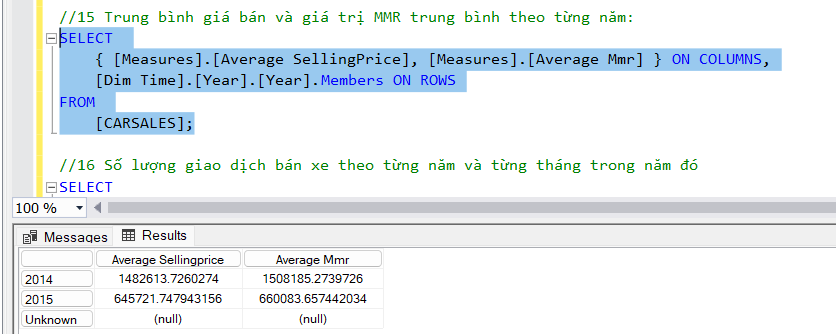 //15 Trung bình giá bán và giá trị MMR trung bình theo từng năm:
SELECT
{ [Measures].[Average SellingPrice], [Measures].[Average Mmr] } ON COLUMNS,
[Dim Time].[Year].[Year].Members ON ROWS
FROM
[CARSALES];
//16 Số lượng giao dịch bán xe theo từng năm và từng tháng trong năm đó
SELECT
100 %
Messages Results
Average Sellingprice Average Mmr
2014 1482613.7260274 1508185.2739726
2015 645721.747943156 660083.657442034
Unknown (null) (null)